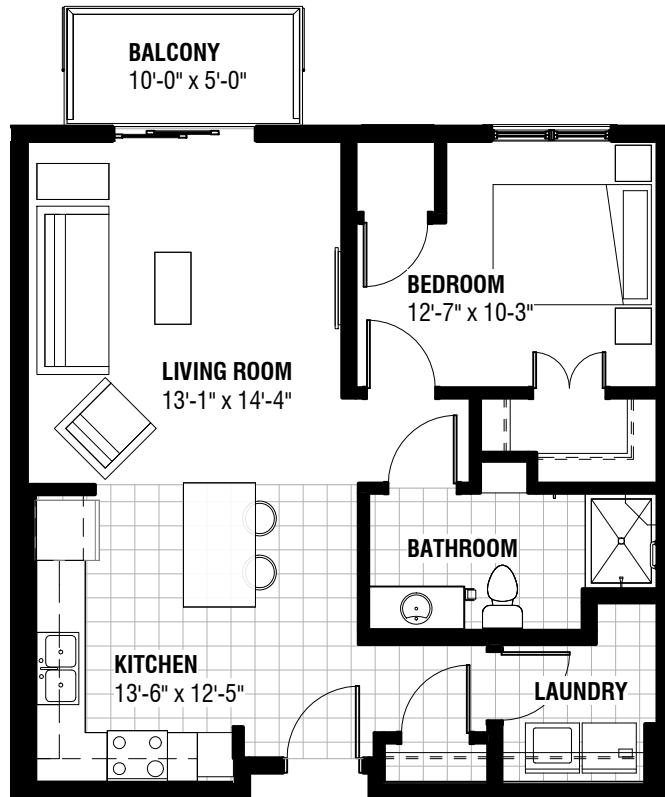 BALCONY
10'-0" x 5'-0"
BEDROOM
12'-7" x 10-3"
LIVING ROOM
13'-1" x 14'-4"
BATHROOM
KITCHEN
13'-6" x 12'-5"
LAUNDRY